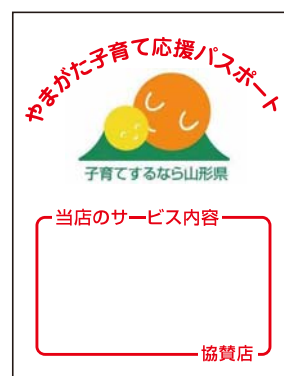 やまがた子育て応援パスポート
子育てするなら山形県
当店のサービス内容
協賛店